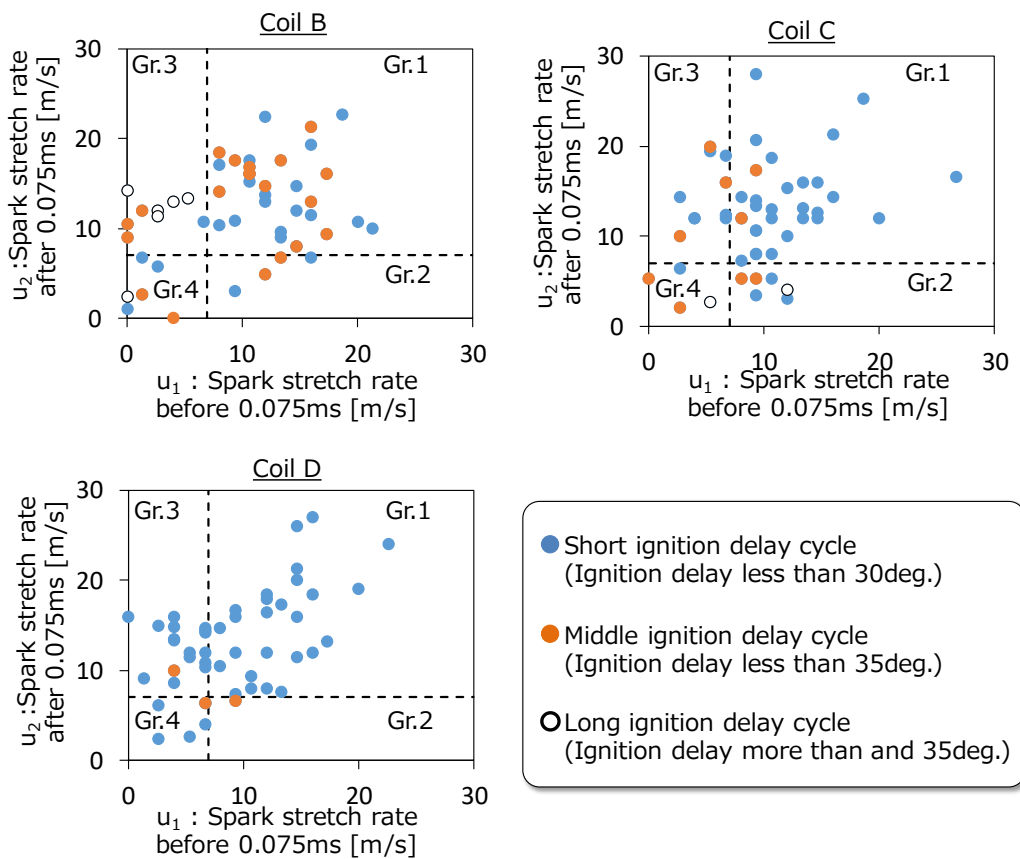 Coil B
30
20
10
0
0
10
20
30
Gr.3
Gr.1
Gr.4
Gr.2
u₂ :Spark stretch rate
after 0.075ms [m/s]
u₁ : Spark stretch rate
before 0.075ms [m/s]
Coil C
30
20
10
0
0
10
20
30
Gr.3
Gr.1
Gr.4
Gr.2
u₂ :Spark stretch rate
after 0.075ms [m/s]
u₁ : Spark stretch rate
before 0.075ms [m/s]
Coil D
30
20
10
0
0
10
20
30
Gr.3
Gr.1
Gr.4
Gr.2
u₂ :Spark stretch rate
after 0.075ms [m/s]
u₁ : Spark stretch rate
before 0.075ms [m/s]
Short ignition delay cycle
(Ignition delay less than 30deg.)
Middle ignition delay cycle
(Ignition delay less than 35deg.)
Long ignition delay cycle
(Ignition delay more than and 35deg.)